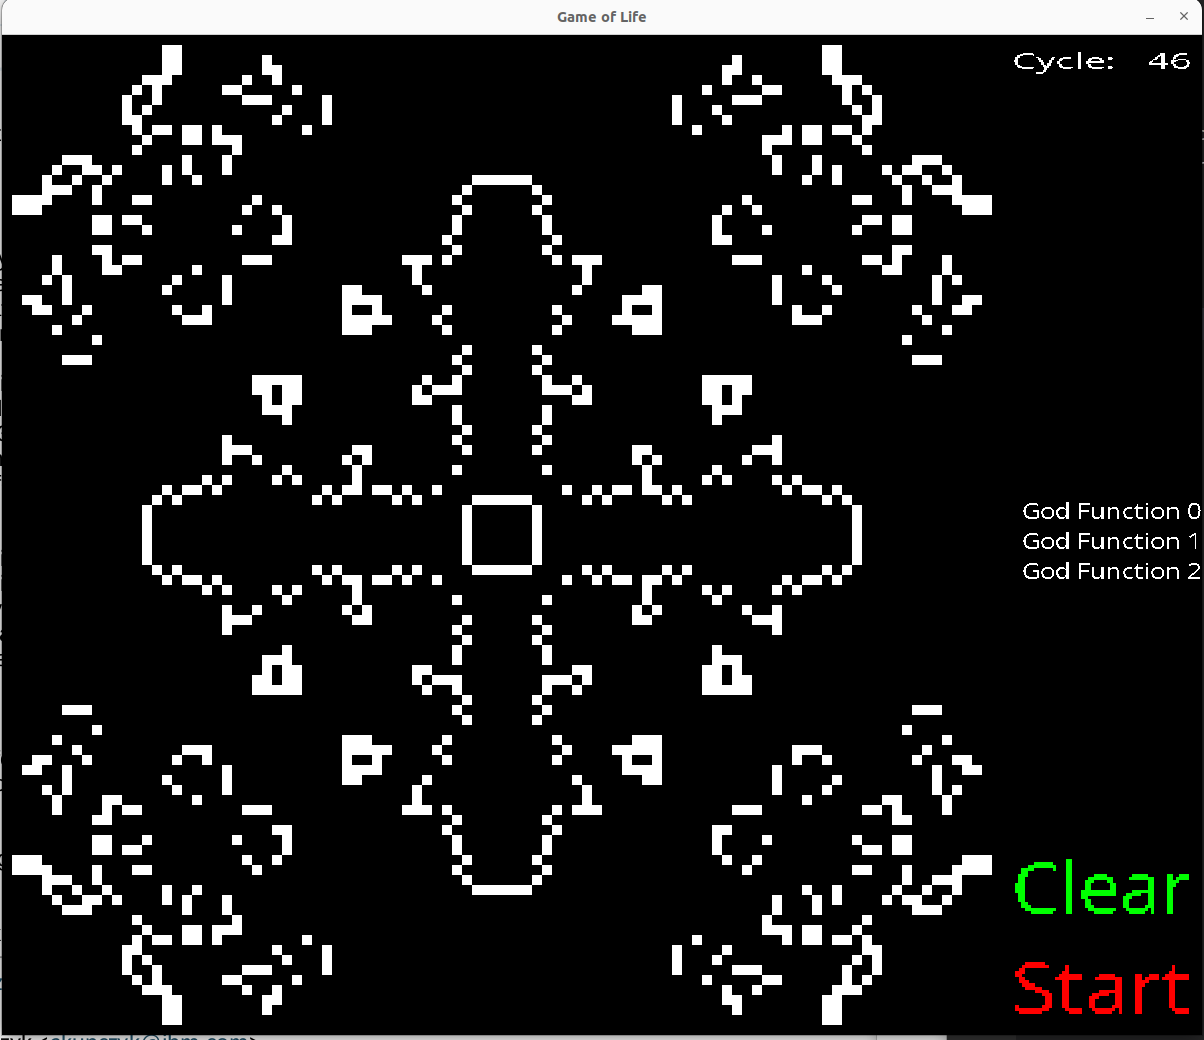 Game of Life
Cycle: 46
God Function 0
God Function 1
God Function 2
Clear
Start